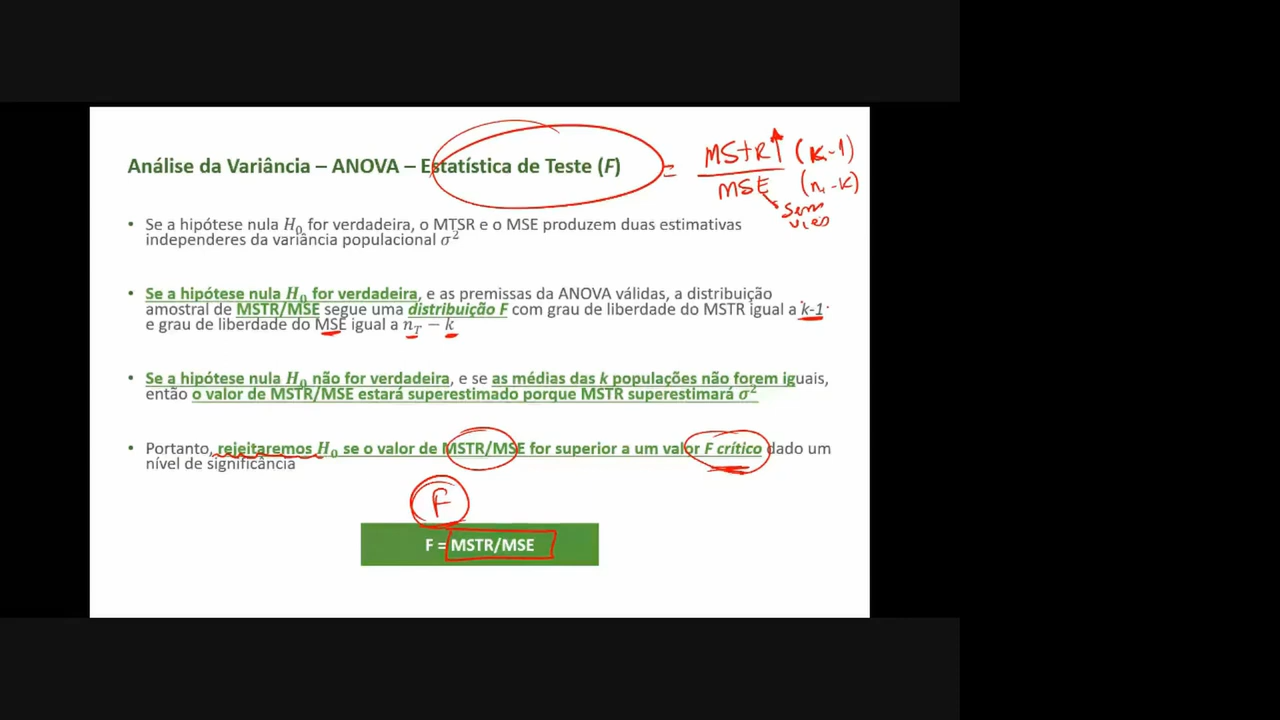 Análise da Variância – ANOVA – Estatística de Teste (F)
= MSTR (k-1)
MSE (n₁-k)
Sem
viés
• Se a hipótese nula H₀ for verdadeira, o MTSR e o MSE produzem duas estimativas
independeres da variância populacional σ²
• Se a hipótese nula H₀ for verdadeira, e as premissas da ANOVA válidas, a distribuição
amostral de MSTR/MSE segue uma distribuição F com grau de liberdade do MSTR igual a k-1
e grau de liberdade do MSE igual a n_T − k
• Se a hipótese nula H₀ não for verdadeira, e se as médias das k populações não forem iguais,
então o valor de MSTR/MSE estará superestimado porque MSTR superestimará σ²
• Portanto, rejeitaremos H₀ se o valor de MSTR/MSE for superior a um valor F crítico dado um
nível de significância
F
F = MSTR/MSE